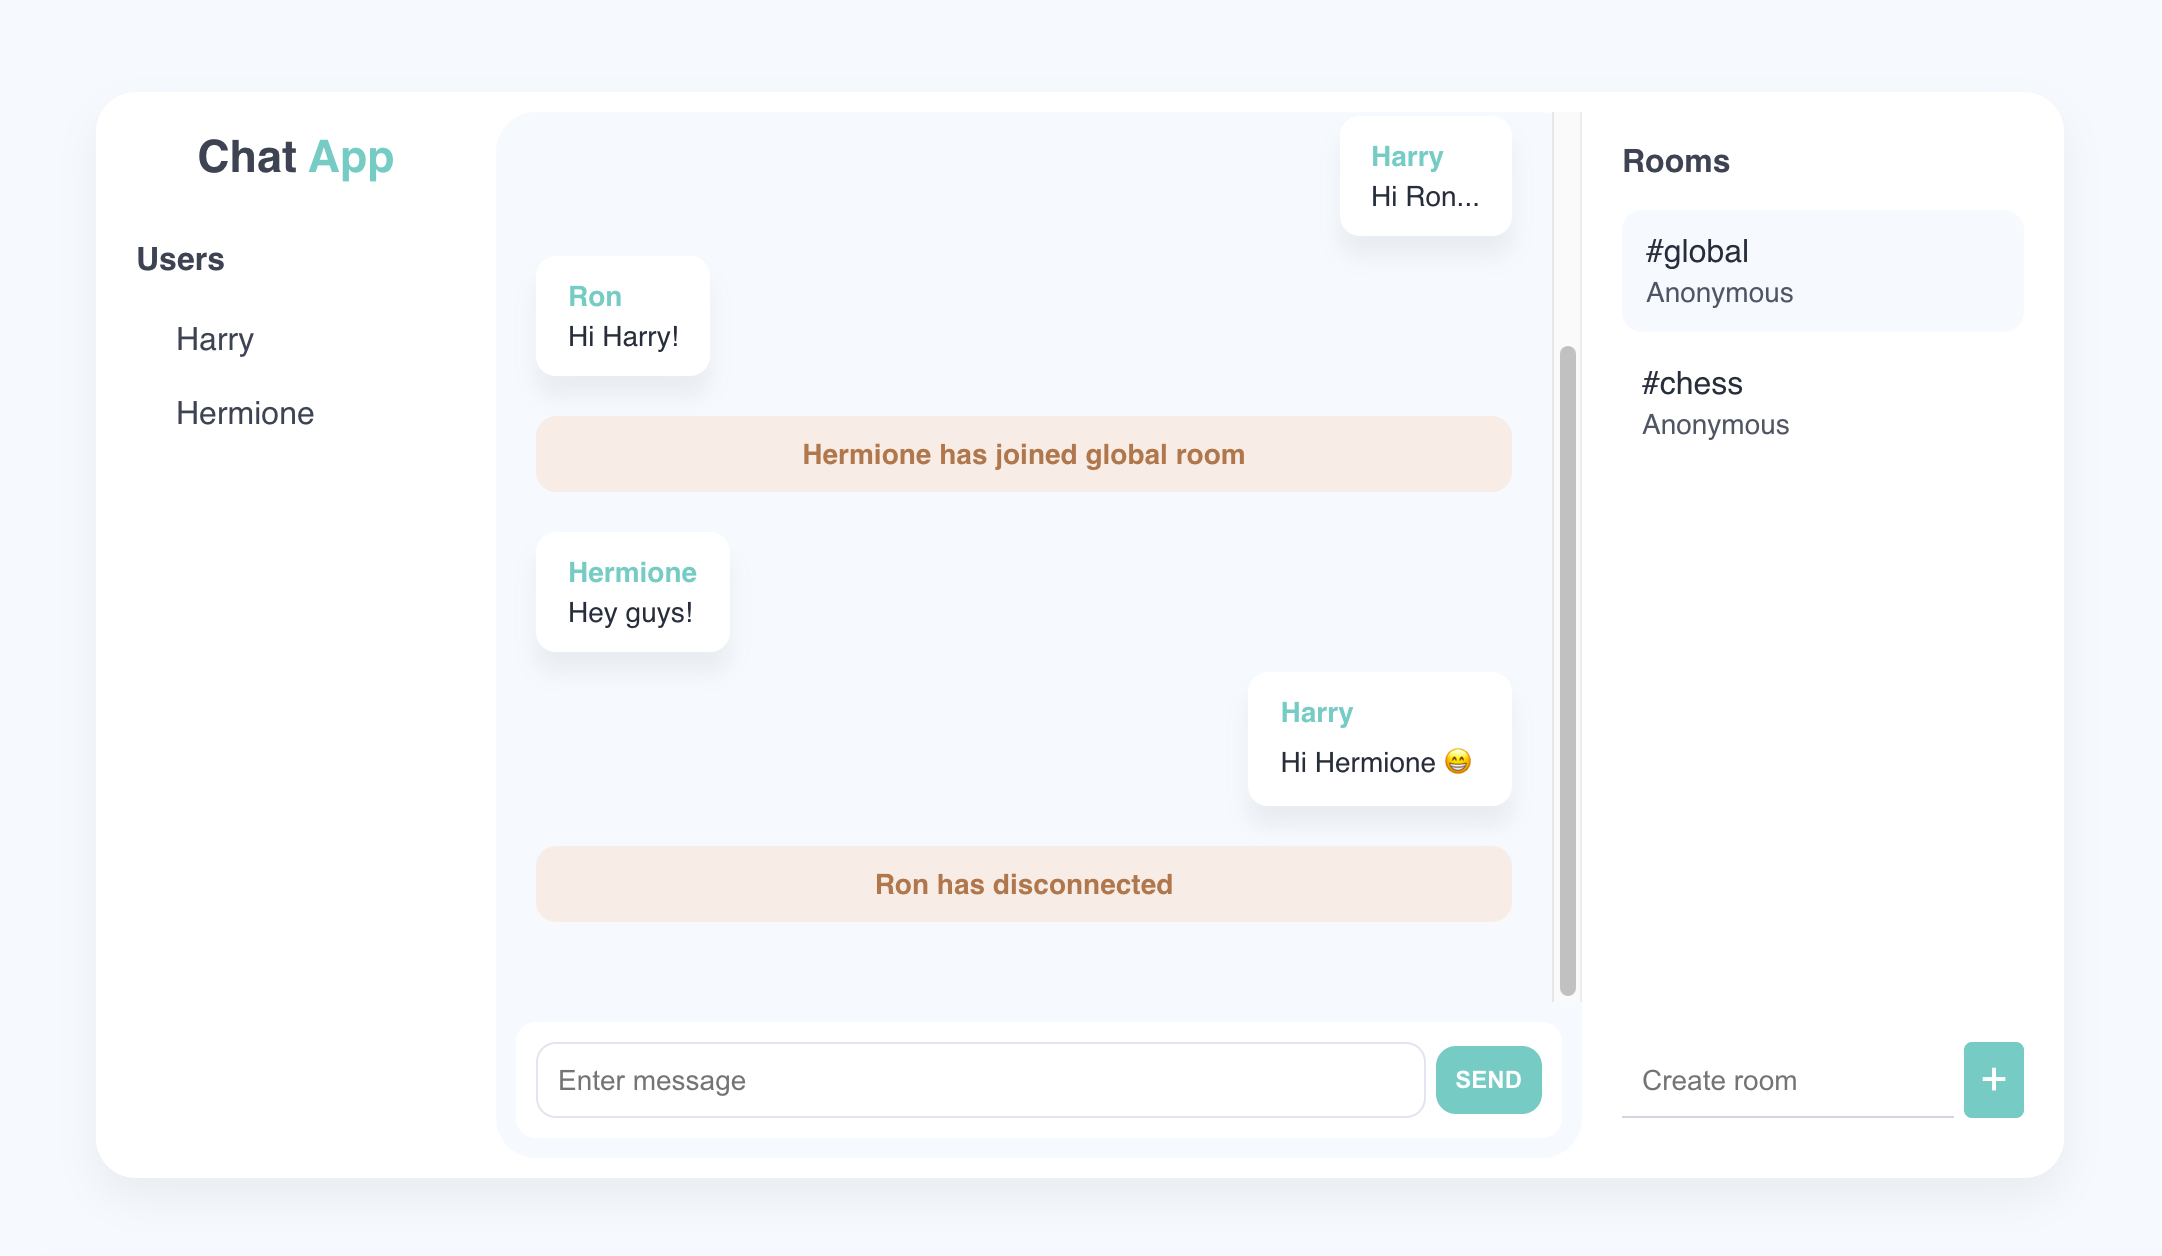 Chat App
Users
Harry
Hermione
Harry
Hi Ron...
Ron
Hi Harry!
Hermione has joined global room
Hermione
Hey guys!
Harry
Hi Hermione 😁
Ron has disconnected
Enter message
SEND
Rooms
#global
Anonymous
#chess
Anonymous
Create room
+